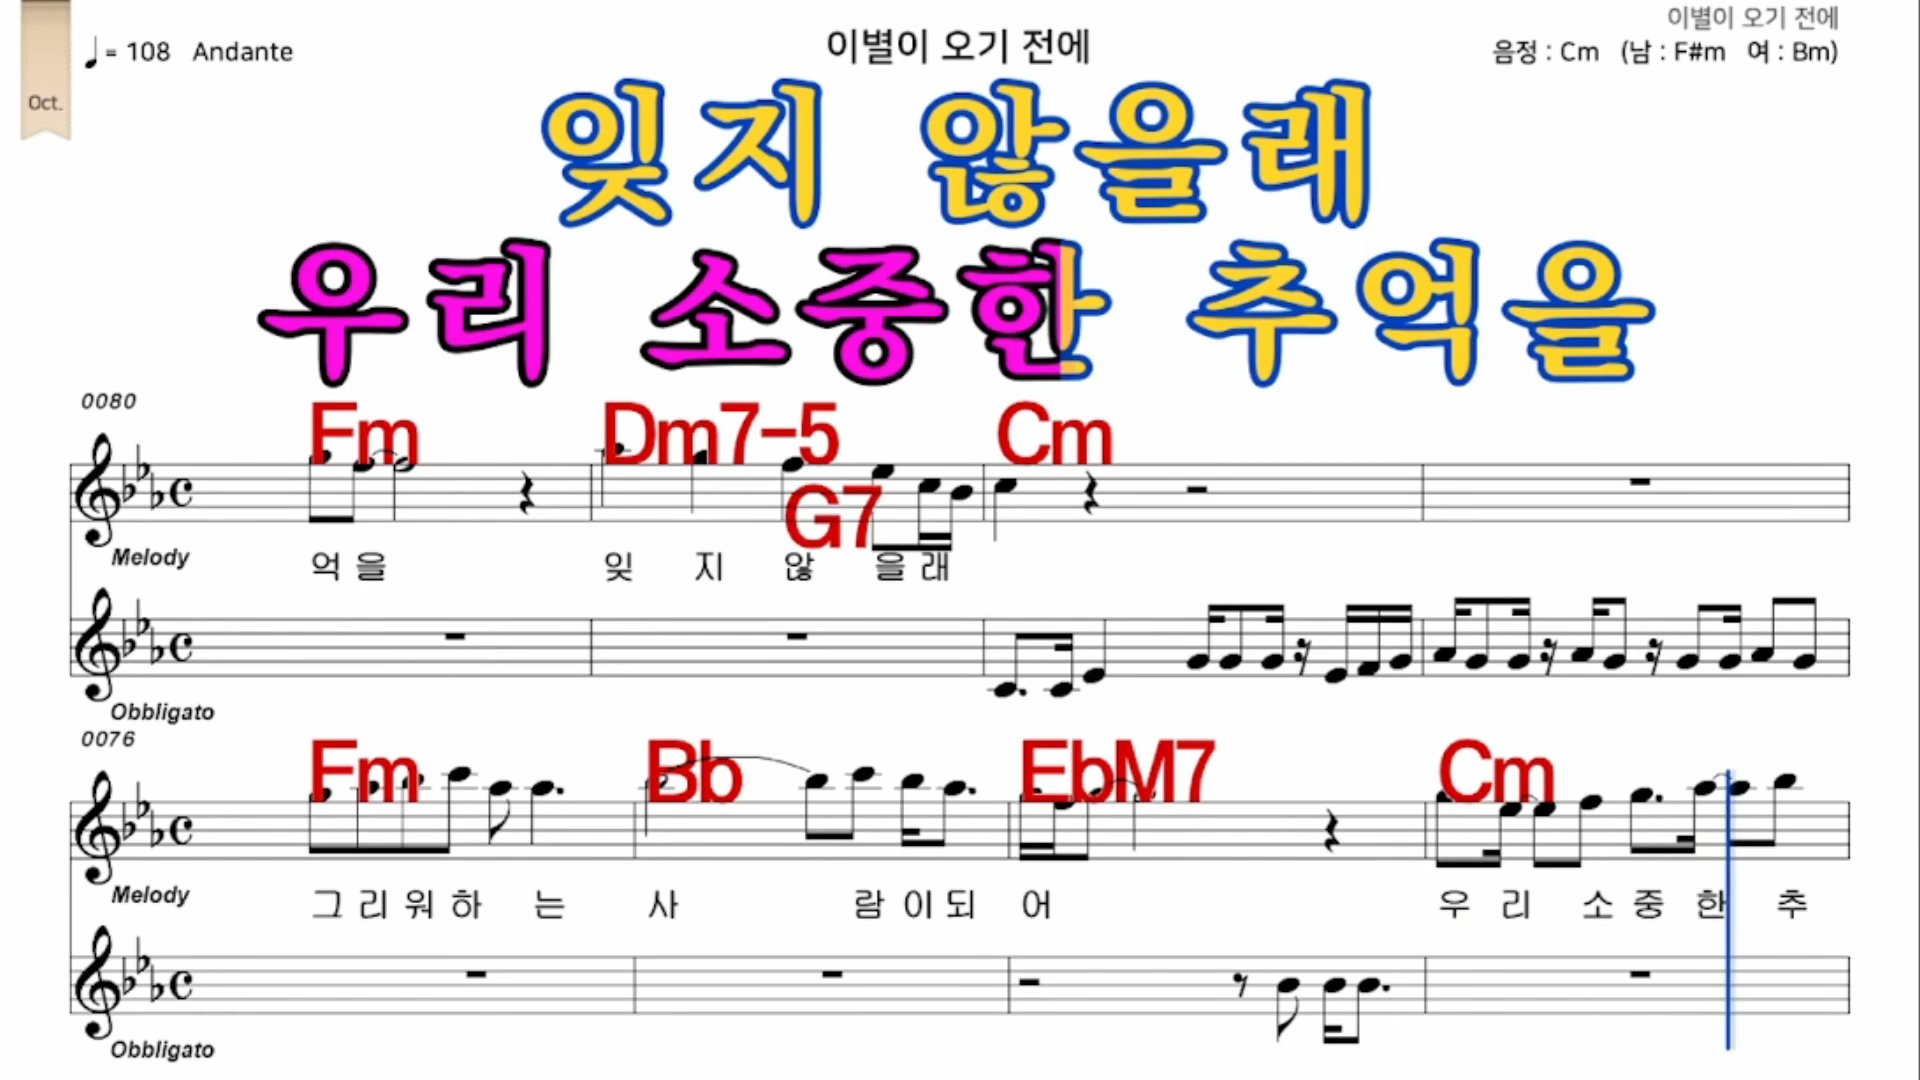 이별이 오기 전에
♩= 108 Andante
이별이 오기 전에
음정 : Cm (남 : F#m 여 : Bm)
Oct.
잊지 않을래
우리 소중한 추억을
0080
Fm Dm7-5 G7 Cm
Melody
억 을 잊 지 않 을 래
Obbligato
0076
Fm Bb EbM7 Cm
Melody
그 리 워 하 는 사 람 이 되 어 우 리 소 중 한 추
Obbligato